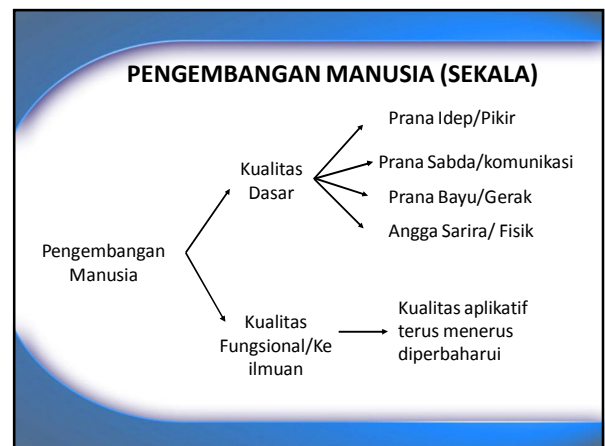 PENGEMBANGAN MANUSIA (SEKALA)
Pengembangan
Manusia
Kualitas
Dasar
Prana Idep/Pikir
Prana Sabda/komunikasi
Prana Bayu/Gerak
Angga Sarira/ Fisik
Kualitas
Fungsional/Ke
ilmuan
Kualitas aplikatif
terus menerus
diperbaharui